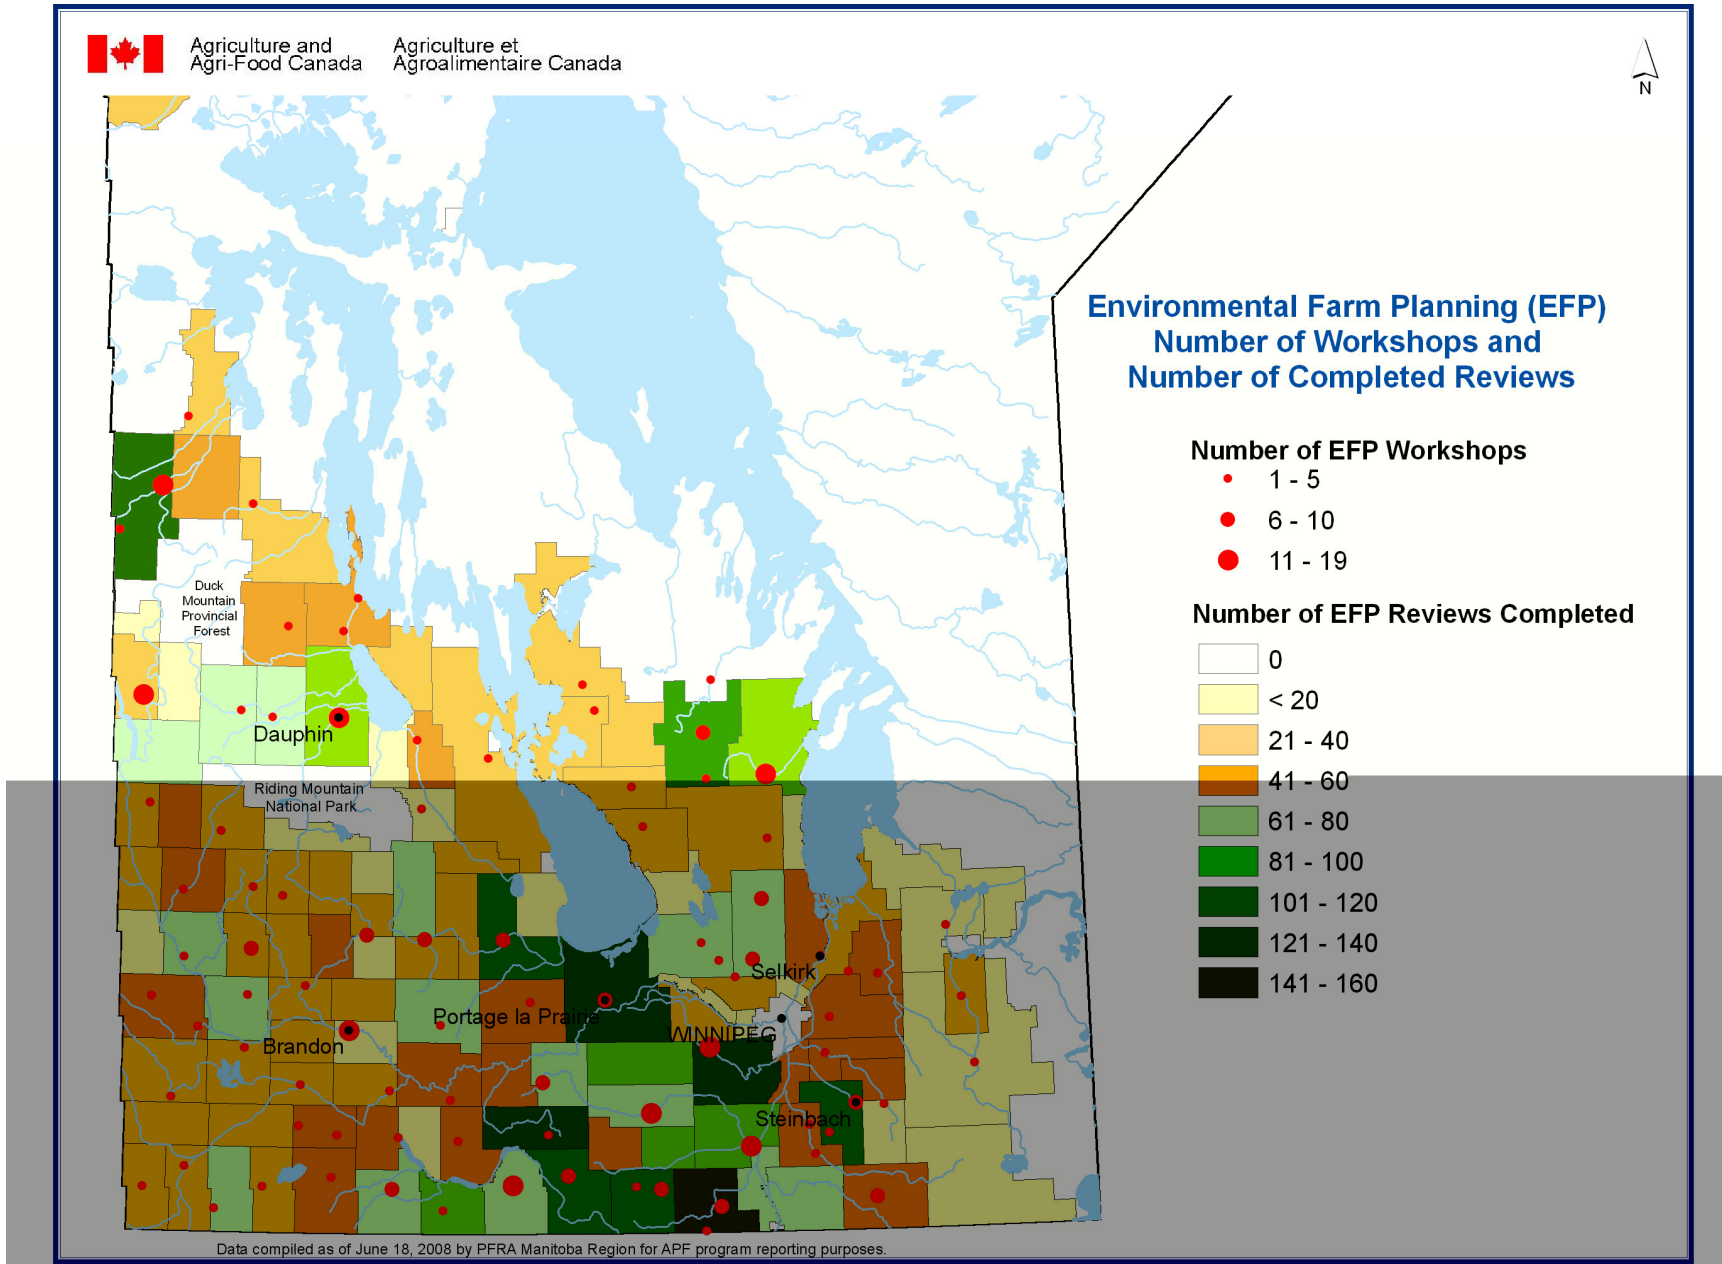 Agriculture and
Agri-Food Canada
Agriculture et
Agroalimentaire Canada
N
Environmental Farm Planning (EFP)
Number of Workshops and
Number of Completed Reviews
Number of EFP Workshops
1 - 5
6 - 10
11 - 19
Number of EFP Reviews Completed
0
< 20
21 - 40
41 - 60
61 - 80
81 - 100
101 - 120
121 - 140
141 - 160
Duck
Mountain
Provincial
Forest
Dauphin
Riding Mountain
National Park
Selkirk
Portage la Prairie
WINNIPEG
Brandon
Steinbach
Data compiled as of June 18, 2008 by PFRA Manitoba Region for APF program reporting purposes.